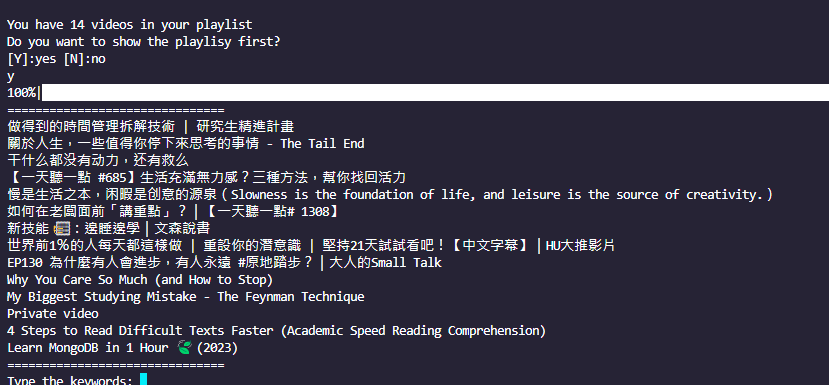 You have 14 videos in your playlist
Do you want to show the playlisy first?
[Y]:yes [N]:no
y
100%|
===============================
做得到的時間管理拆解技術 | 研究生精進計畫
關於人生，一些值得你停下來思考的事情 - The Tail End
干什么都没有动力，还有救么
【一天聽一點 #685】生活充滿無力感？三種方法，幫你找回活力
慢是生活之本，闲暇是创意的源泉（Slowness is the foundation of life, and leisure is the source of creativity.）
如何在老闆面前「講重點」？│【一天聽一點# 1308】
新技能📻：邊睡邊學│文森說書
世界前1％的人每天都這樣做 | 重設你的潛意識 | 堅持21天試試看吧！【中文字幕】│HU大推影片
EP130 為什麼有人會進步，有人永遠 #原地踏步？│大人的Small Talk
Why You Care So Much (and How to Stop)
My Biggest Studying Mistake - The Feynman Technique
Private video
4 Steps to Read Difficult Texts Faster (Academic Speed Reading Comprehension)
Learn MongoDB in 1 Hour 🍃 (2023)
===============================
Type the keywords: